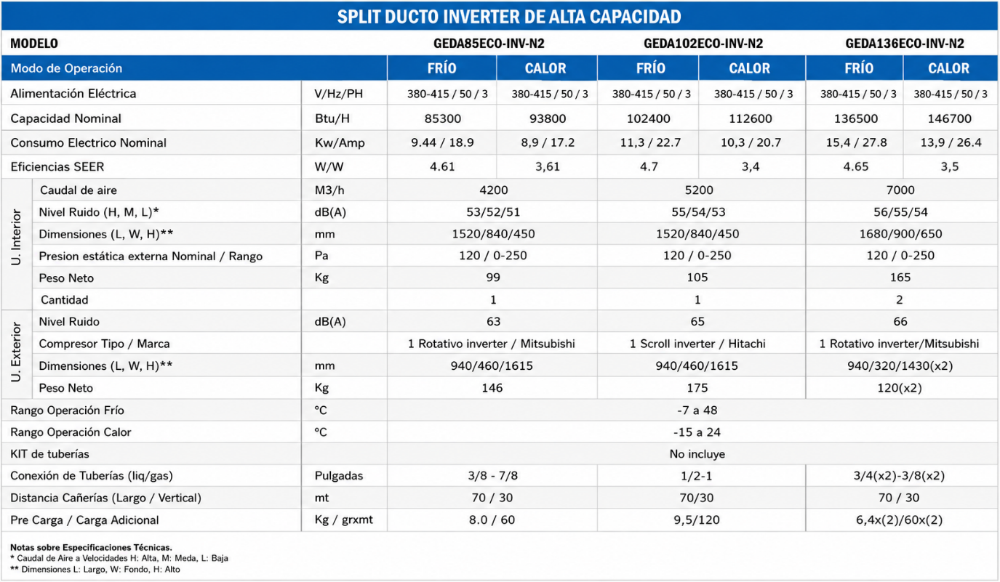 SPLIT DUCTO INVERTER DE ALTA CAPACIDAD
MODELO GEDA85ECO-INV-N2 GEDA102ECO-INV-N2 GEDA136ECO-INV-N2
Modo de Operación FRÍO CALOR FRÍO CALOR FRÍO CALOR
Alimentación Eléctrica V/Hz/PH 380-415 / 50 / 3 380-415 / 50 / 3 380-415 / 50 / 3 380-415 / 50 / 3 380-415 / 50 / 3 380-415 / 50 / 3
Capacidad Nominal Btu/H 85300 93800 102400 112600 136500 146700
Consumo Electrico Nominal Kw/Amp 9.44 / 18.9 8,9 / 17.2 11,3 / 22.7 10,3 / 20.7 15,4 / 27.8 13,9 / 26.4
Eficiencias SEER W/W 4.61 3,61 4.7 3,4 4.65 3,5
U. Interior
Caudal de aire M3/h 4200 5200 7000
Nivel Ruido (H, M, L)* dB(A) 53/52/51 55/54/53 56/55/54
Dimensiones (L, W, H)** mm 1520/840/450 1520/840/450 1680/900/650
Presion estática externa Nominal / Rango Pa 120 / 0-250 120 / 0-250 120 / 0-250
Peso Neto Kg 99 105 165
Cantidad 1 1 2
U. Exterior
Nivel Ruido dB(A) 63 65 66
Compresor Tipo / Marca 1 Rotativo inverter / Mitsubishi 1 Scroll inverter / Hitachi 1 Rotativo inverter/Mitsubishi
Dimensiones (L, W, H)** mm 940/460/1615 940/460/1615 940/320/1430(x2)
Peso Neto Kg 146 175 120(x2)
Rango Operación Frío °C -7 a 48
Rango Operación Calor °C -15 a 24
KIT de tuberías No incluye
Conexión de Tuberías (liq/gas) Pulgadas 3/8 - 7/8 1/2-1 3/4(x2)-3/8(x2)
Distancia Cañerías (Largo / Vertical) mt 70 / 30 70/30 70 / 30
Pre Carga / Carga Adicional Kg / grxmt 8.0 / 60 9,5/120 6,4x(2)/60x(2)
Notas sobre Especificaciones Técnicas.
* Caudal de Aire a Velocidades H: Alta, M: Meda, L: Baja
** Dimensiones L: Largo, W: Fondo, H: Alto